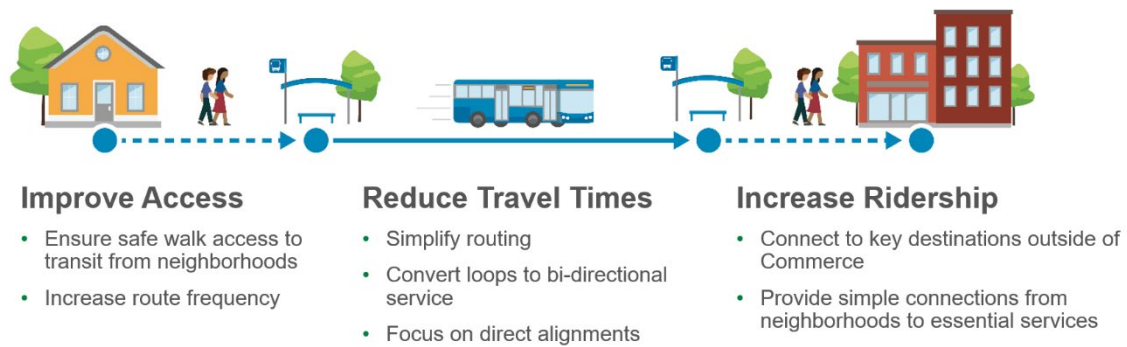 Improve Access
• Ensure safe walk access to
transit from neighborhoods
• Increase route frequency
Reduce Travel Times
• Simplify routing
• Convert loops to bi-directional
service
• Focus on direct alignments
Increase Ridership
• Connect to key destinations outside of
Commerce
• Provide simple connections from
neighborhoods to essential services